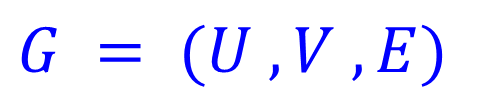 G = (U ,V ,E)